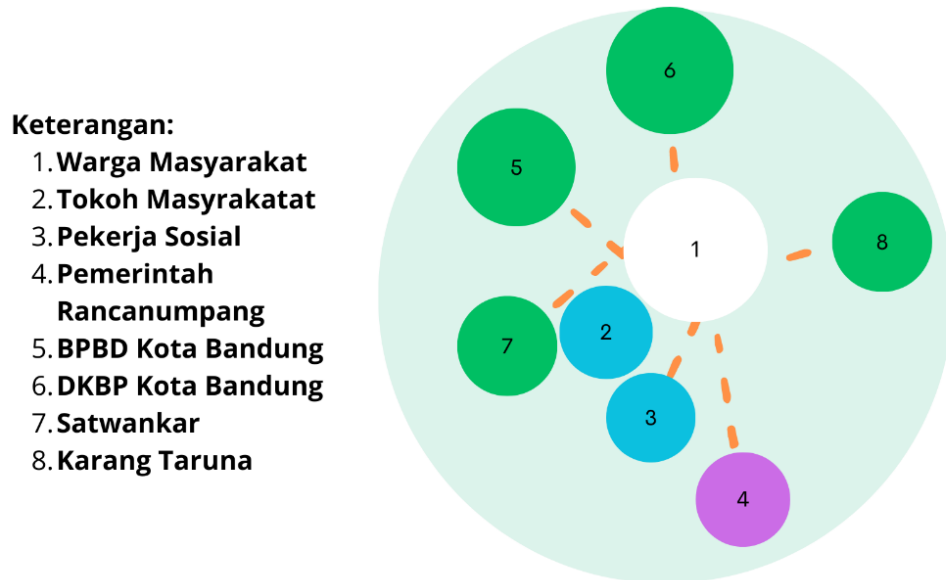 Keterangan:
1. Warga Masyarakat
2. Tokoh Masyrakatat
3. Pekerja Sosial
4. Pemerintah
Rancanumpang
5. BPBD Kota Bandung
6. DKBP Kota Bandung
7. Satwankar
8. Karang Taruna
6
5
1
8
2
7
3
4